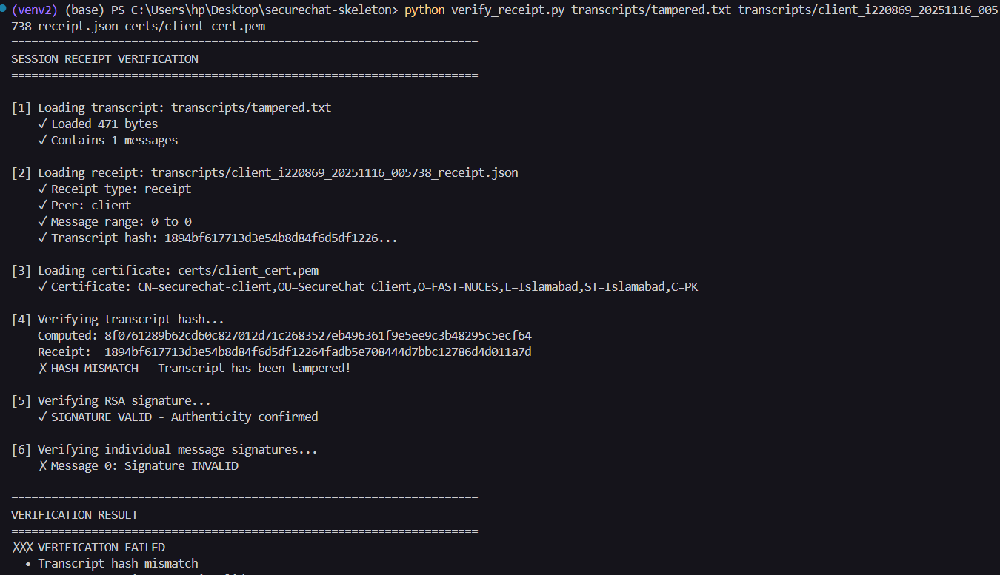 (venv2) (base) PS C:\Users\hp\Desktop\securechat-skeleton> python verify_receipt.py transcripts/tampered.txt transcripts/client_i220869_20251116_005
738_receipt.json certs/client_cert.pem
======================================================================
SESSION RECEIPT VERIFICATION
======================================================================
[1] Loading transcript: transcripts/tampered.txt
✓ Loaded 471 bytes
✓ Contains 1 messages
[2] Loading receipt: transcripts/client_i220869_20251116_005738_receipt.json
✓ Receipt type: receipt
✓ Peer: client
✓ Message range: 0 to 0
✓ Transcript hash: 1894bf617713d3e54b8d84f6d5df1226...
[3] Loading certificate: certs/client_cert.pem
✓ Certificate: CN=securechat-client,OU=SecureChat Client,O=FAST-NUCES,L=Islamabad,ST=Islamabad,C=PK
[4] Verifying transcript hash...
Computed: 8f0761289b62cd60c827012d71c2683527eb496361f9e5ee9c3b48295c5ecf64
Receipt:  1894bf617713d3e54b8d84f6d5df12264fadb5e708444d7bbc12786d4d011a7d
✗ HASH MISMATCH - Transcript has been tampered!
[5] Verifying RSA signature...
✓ SIGNATURE VALID - Authenticity confirmed
[6] Verifying individual message signatures...
✗ Message 0: Signature INVALID
======================================================================
VERIFICATION RESULT
======================================================================
✗✗✗ VERIFICATION FAILED
• Transcript hash mismatch